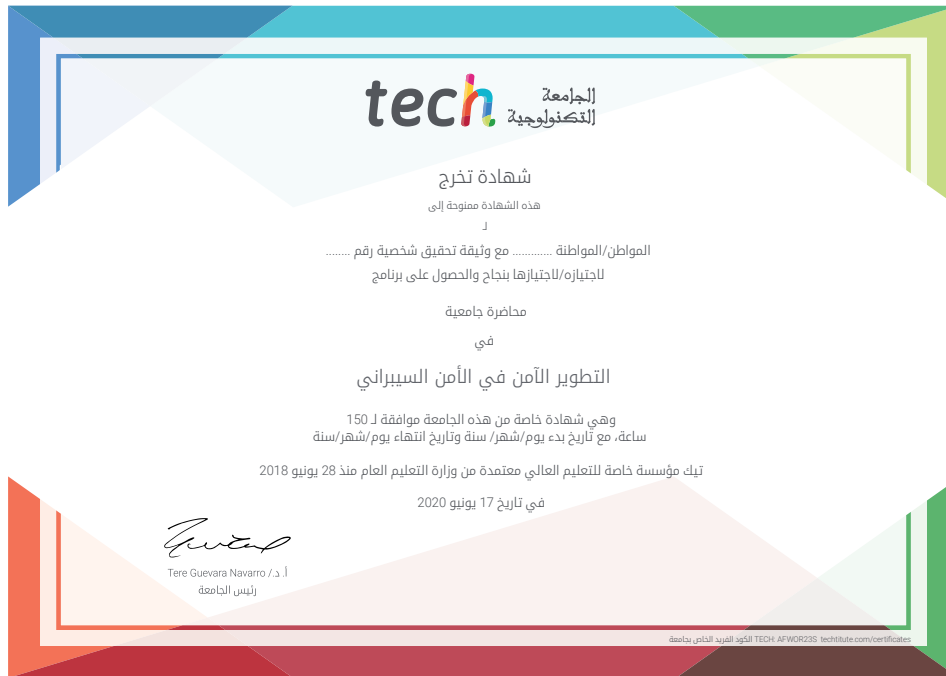 tech الجامعة
التكنولوجية
شهادة تخرج
هذه الشهادة ممنوحة إلى
لـ
المواطن/المواطنة ............ مع وثيقة تحقيق شخصية رقم ........
لاجتيازه/لاجتيازها بنجاح والحصول على برنامج
محاضرة جامعية
في
التطوير الآمن في الأمن السيبراني
وهي شهادة خاصة من هذه الجامعة موافقة لـ 150
ساعة، مع تاريخ بدء يوم/شهر/ سنة وتاريخ انتهاء يوم/شهر/سنة
تيك مؤسسة خاصة للتعليم العالي معتمدة من وزارة التعليم العام منذ 28 يونيو 2018
في تاريخ 17 يونيو 2020
أ. د./ Tere Guevara Navarro
رئيس الجامعة
الكود الفريد الخاص بجامعة TECH: AFWOR23S techtitute.com/certificates